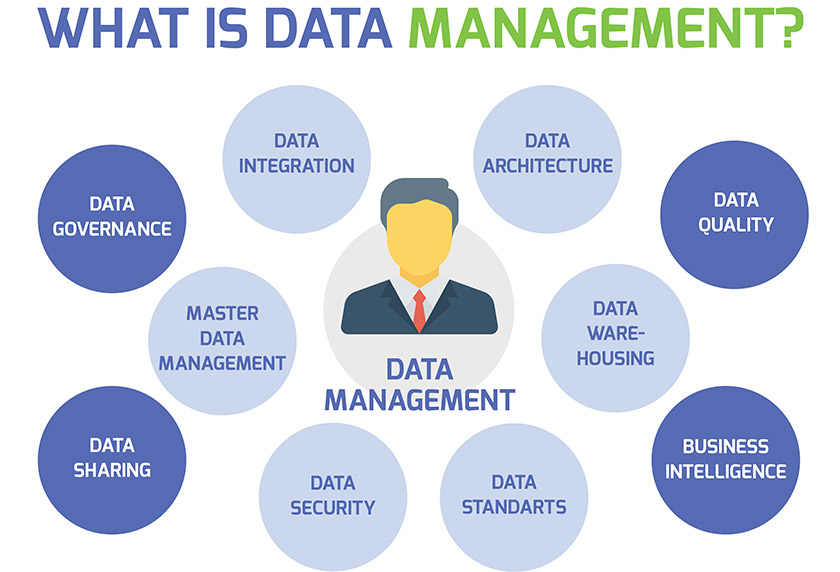 WHAT IS DATA MANAGEMENT?
DATA
INTEGRATION
DATA
ARCHITECTURE
DATA
GOVERNANCE
DATA
QUALITY
MASTER
DATA
MANAGEMENT
DATA
WARE-
HOUSING
DATA
MANAGEMENT
DATA
SHARING
BUSINESS
INTELLIGENCE
DATA
SECURITY
DATA
STANDARTS